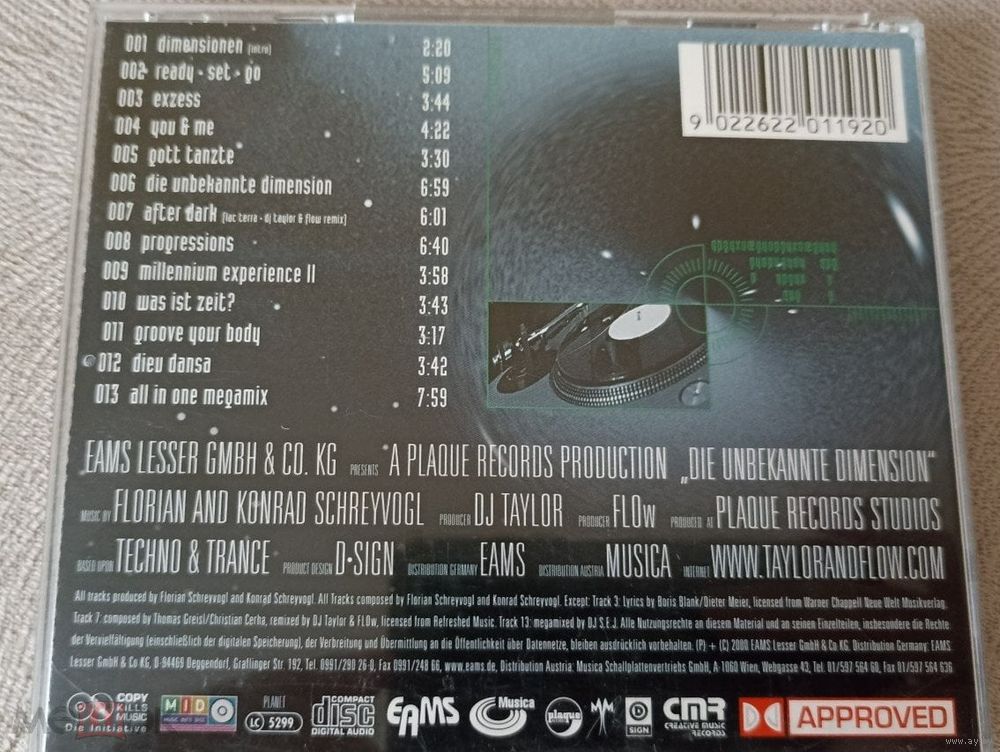 001 dimensionen (intro) 2:20
002 ready - set - go 5:09
003 exzess 3:44
004 you & me 4:22
005 gott tanzte 3:30
006 die unbekannte dimension 6:59
007 after dark (lac terra - dj taylor & flow remix) 6:01
008 progressions 6:40
009 millennium experience II 3:58
010 was ist zeit? 3:43
011 groove your body 3:17
012 dieu dansa 3:42
013 all in one megamix 7:59
9 022622 011920
EAMS LESSER GMBH & CO. KG PRESENTS A PLAQUE RECORDS PRODUCTION „DIE UNBEKANNTE DIMENSION“
MUSIC BY FLORIAN AND KONRAD SCHREYVOGL PRODUCER DJ TAYLOR PRODUCER FLOw PRODUCED AT PLAQUE RECORDS STUDIOS
BASED UPON TECHNO & TRANCE PRODUCT DESIGN D•SIGN DISTRIBUTION GERMANY EAMS DISTRIBUTION AUSTRIA MUSICA INTERNET WWW.TAYLORANDFLOW.COM
All tracks produced by Florian Schreyvogl and Konrad Schreyvogl. All Tracks composed by Florian Schreyvogl and Konrad Schreyvogl. Except: Track 3: Lyrics by Boris Blank/Dieter Meier, licensed from Warner Chappell Neue Welt Musikverlag.
Track 7: composed by Thomas Greisl/Christian Cerha, remixed by DJ Taylor & FLOw, licensed from Refreshed Music. Track 13: megamixed by DJ S.E.J. Alle Nutzungsrechte an diesem Material und an seinen Einzelteilen, insbesondere die Rechte
der Vervielfältigung (einschließlich der digitalen Speicherung), der Verbreitung und Übermittlung an die Öffentlichkeit über Datennetze, bleiben ausdrücklich vorbehalten. (P) + (C) 2000 EAMS Lesser GmbH & Co KG. Distribution Germany: EAMS
Lesser GmbH & Co KG, D-94469 Deggendorf, Graflinger Str. 192, Tel. 0991/290 26-0, Fax 0991/248 66, www.eams.de, Distribution Austria: Musica Schallplattenvertriebs GmbH, A-1060 Wien, Webgasse 43, Tel. 01/597 564 60, Fax 01/597 564 636
COPY KILLS MUSIC
Die Initiative
MIDO
PLANET
LC 5299
COMPACT disc DIGITAL AUDIO
EAMS
Musica
plaque
D SIGN
CMR
CREATIVE MUSIC RECORDS
APPROVED